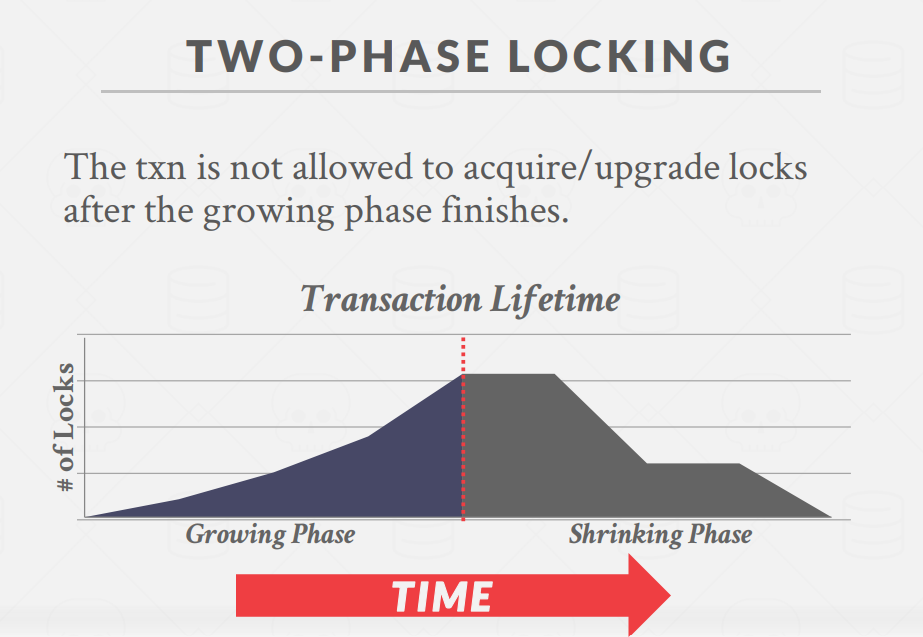 TWO-PHASE LOCKING
The txn is not allowed to acquire/upgrade locks
after the growing phase finishes.
Transaction Lifetime
# of Locks
Growing Phase
Shrinking Phase
TIME